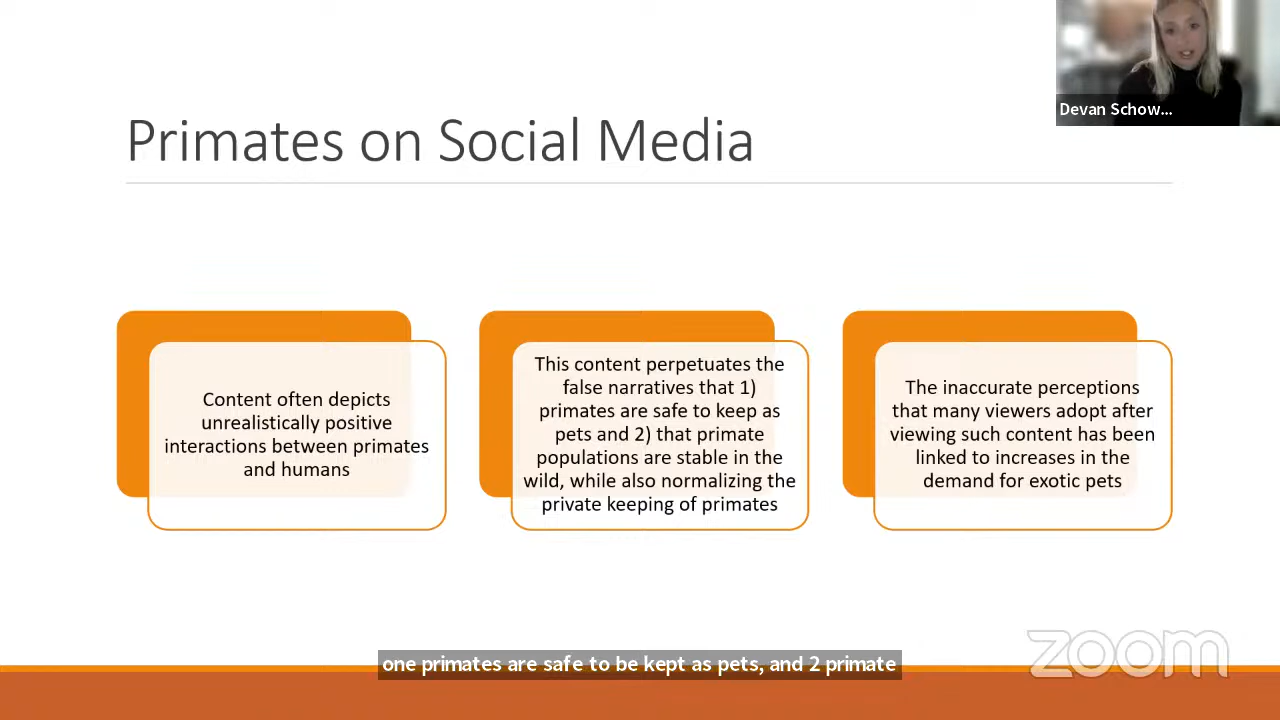 Devan Schow...
Primates on Social Media
Content often depicts
unrealistically positive
interactions between primates
and humans
This content perpetuates the
false narratives that 1)
primates are safe to keep as
pets and 2) that primate
populations are stable in the
wild, while also normalizing the
private keeping of primates
The inaccurate perceptions
that many viewers adopt after
viewing such content has been
linked to increases in the
demand for exotic pets
zoom
one primates are safe to be kept as pets, and 2 primate